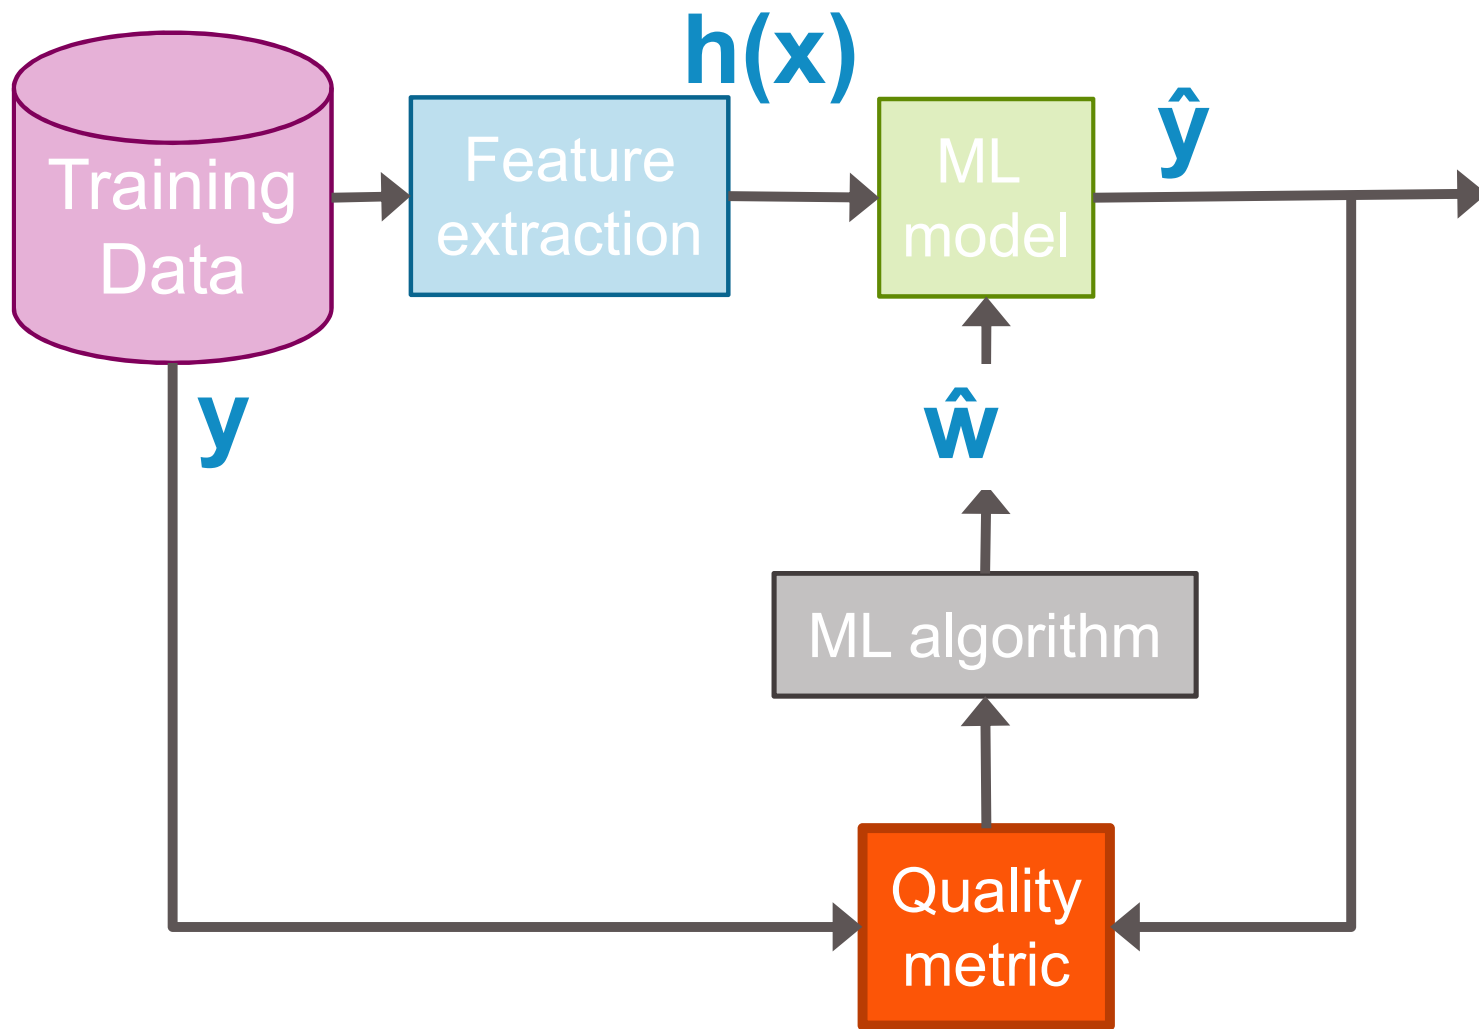 h(x)
Training
Data
Feature
extraction
ML
model
ŷ
y
ŵ
ML algorithm
Quality
metric